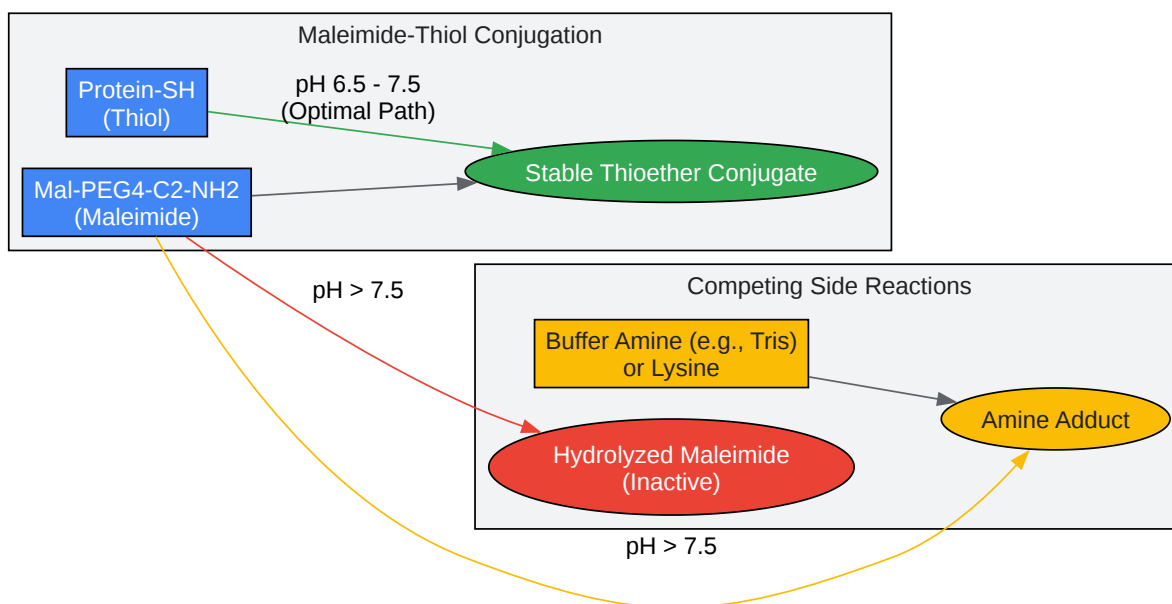 Maleimide-Thiol Conjugation
Protein-SH
(Thiol)
pH 6.5 - 7.5
(Optimal Path)
Mal-PEG4-C2-NH2
(Maleimide)
Stable Thioether Conjugate
pH > 7.5
Competing Side Reactions
Buffer Amine (e.g., Tris)
or Lysine
Amine Adduct
Hydrolyzed Maleimide
(Inactive)
pH > 7.5